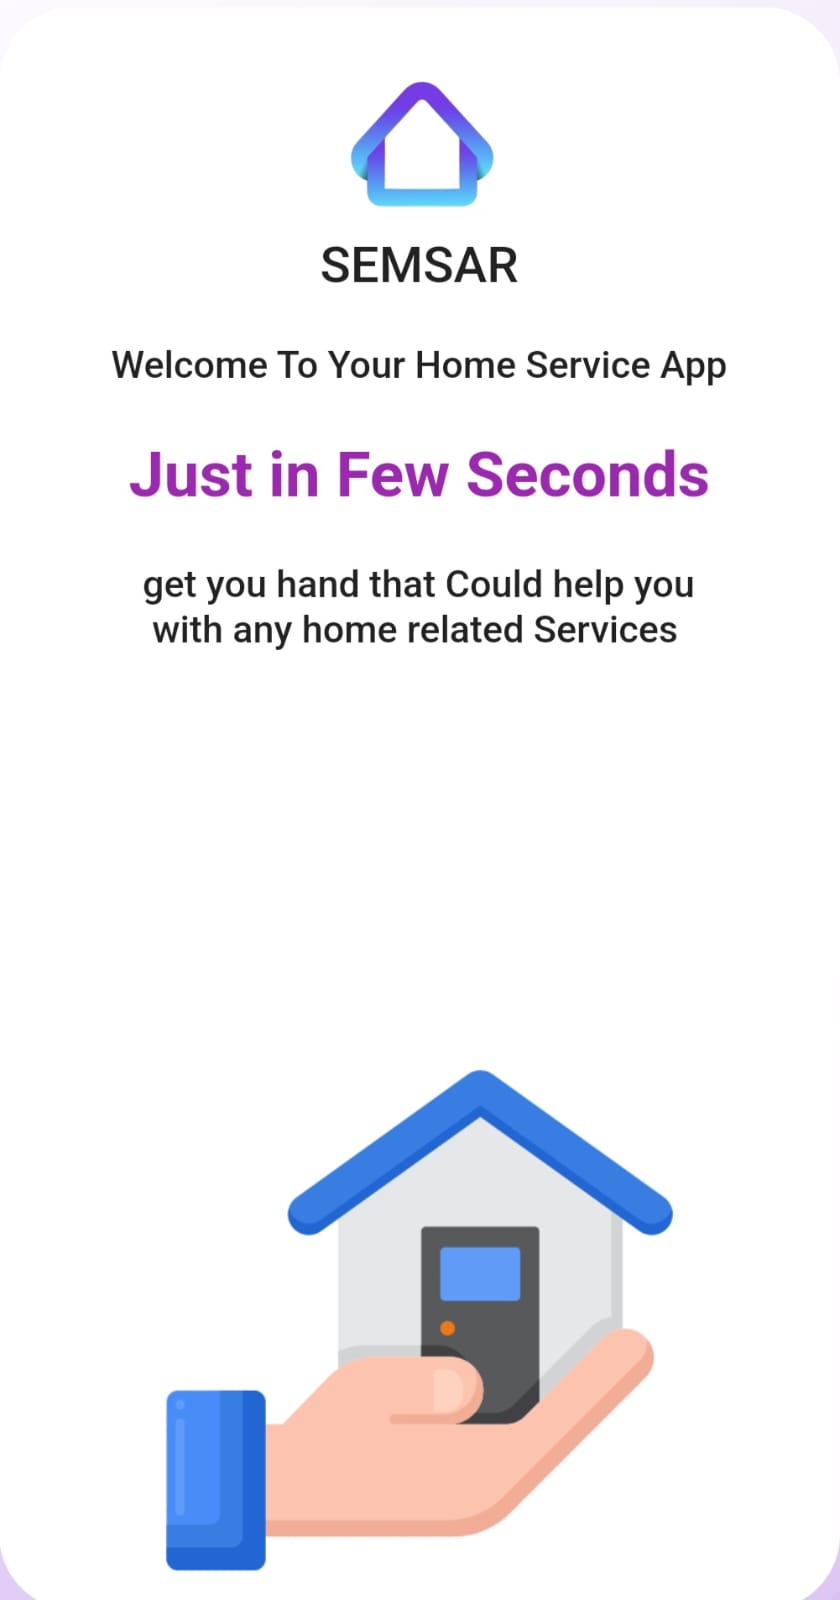 SEMSAR
Welcome To Your Home Service App
Just in Few Seconds
get you hand that Could help you
with any home related Services